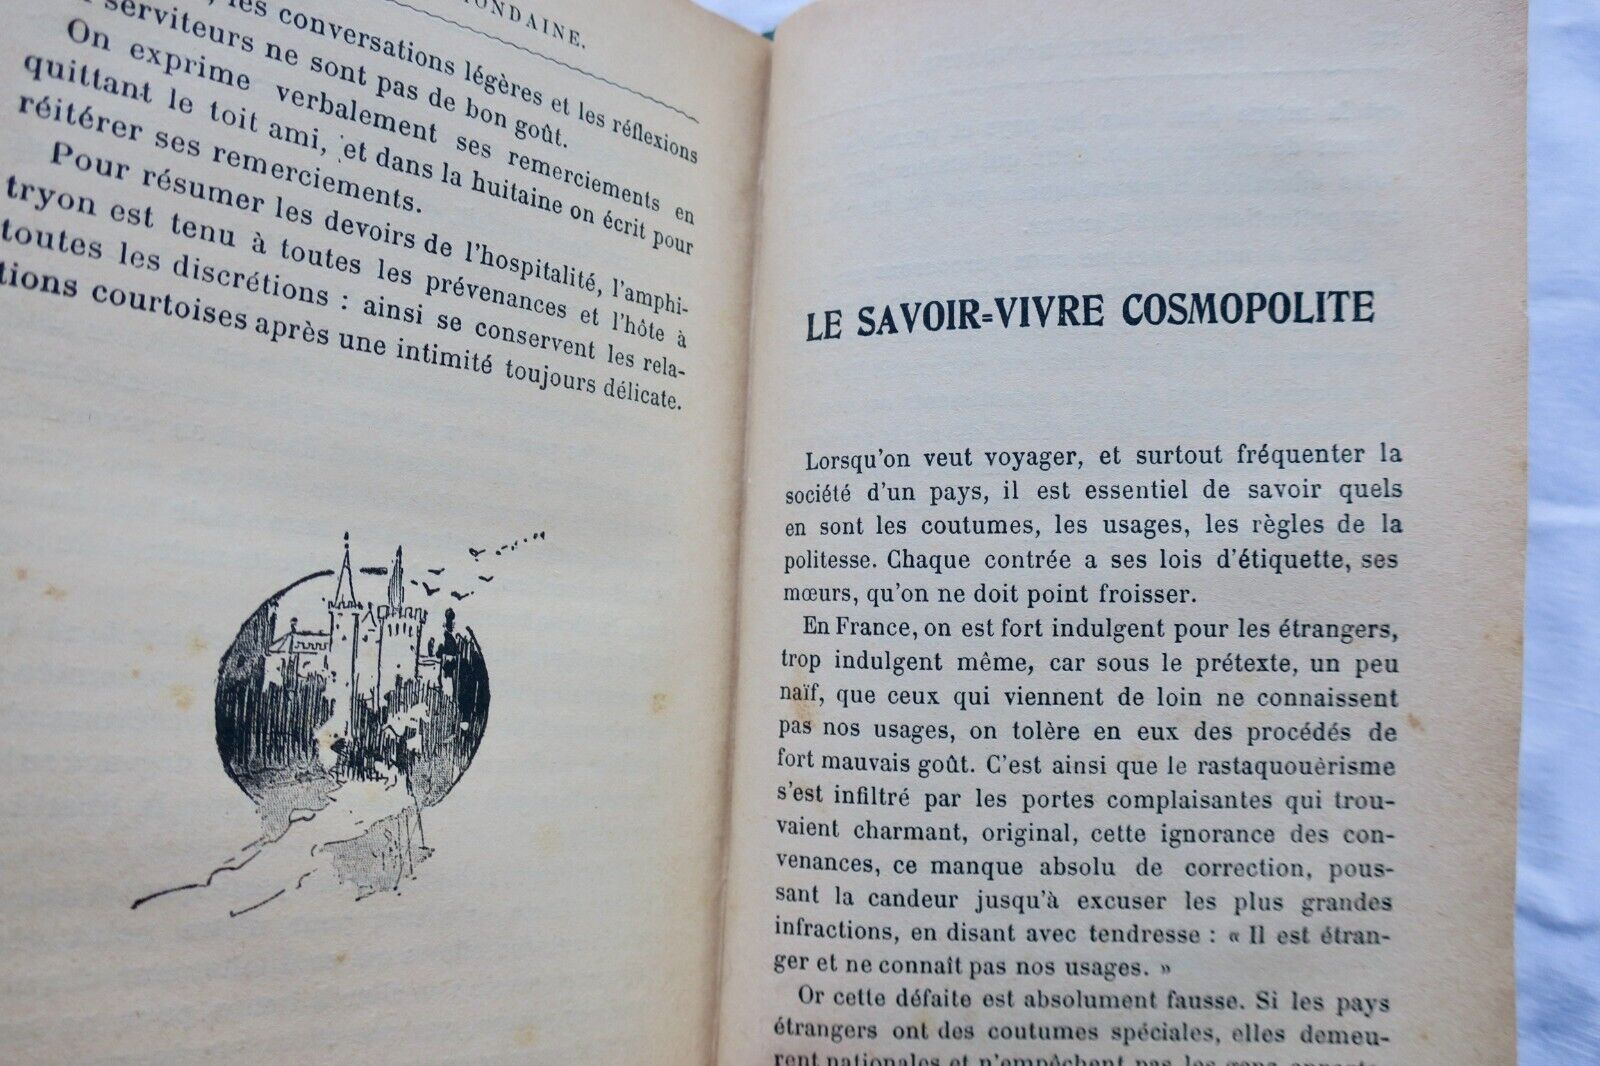 ONDAINE.
les conversations légères et les réflexions
serviteurs ne sont pas de bon goût.
On exprime verbalement ses remerciements en
quittant le toit ami, et dans la huitaine on écrit pour
réitérer ses remerciements.
Pour résumer les devoirs de l'hospitalité, l'amphi-
tryon est tenu à toutes les prévenances et l'hôte à
toutes les discrétions : ainsi se conservent les rela-
tions courtoises après une intimité toujours délicate.
LE SAVOIR=VIVRE COSMOPOLITE
Lorsqu'on veut voyager, et surtout fréquenter la
société d'un pays, il est essentiel de savoir quels
en sont les coutumes, les usages, les règles de la
politesse. Chaque contrée a ses lois d'étiquette, ses
mœurs, qu'on ne doit point froisser.
En France, on est fort indulgent pour les étrangers,
trop indulgent même, car sous le prétexte, un peu
naïf, que ceux qui viennent de loin ne connaissent
pas nos usages, on tolère en eux des procédés de
fort mauvais goût. C'est ainsi que le rastaquouèrisme
s'est infiltré par les portes complaisantes qui trou-
vaient charmant, original, cette ignorance des con-
venances, ce manque absolu de correction, pous-
sant la candeur jusqu'à excuser les plus grandes
infractions, en disant avec tendresse : « Il est étran-
ger et ne connaît pas nos usages. »
Or cette défaite est absolument fausse. Si les pays
étrangers ont des coutumes spéciales, elles demeu-
rent nationales et n'empêchent pas les gens